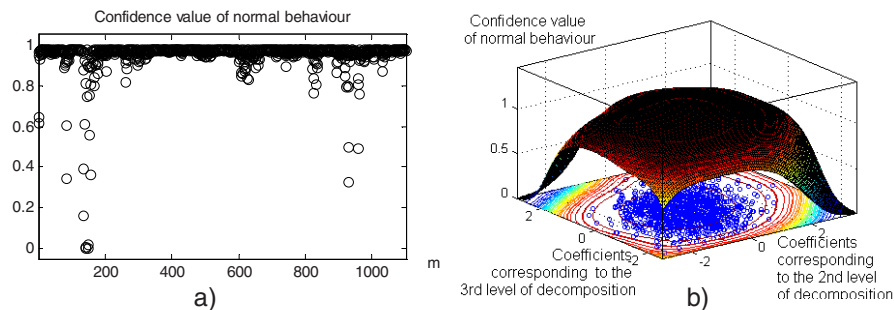 Confidence value of normal behaviour
1
0.8
0.6
0.4
0.2
0
200
400
600
800
1000
m
a)
Confidence value
of normal behaviour
1
0.5
0
2
0
-2
-2
0
2
Coefficients
corresponding to the
3rd level of decomposition
Coefficients
corresponding
to the 2nd level
of decomposition
b)